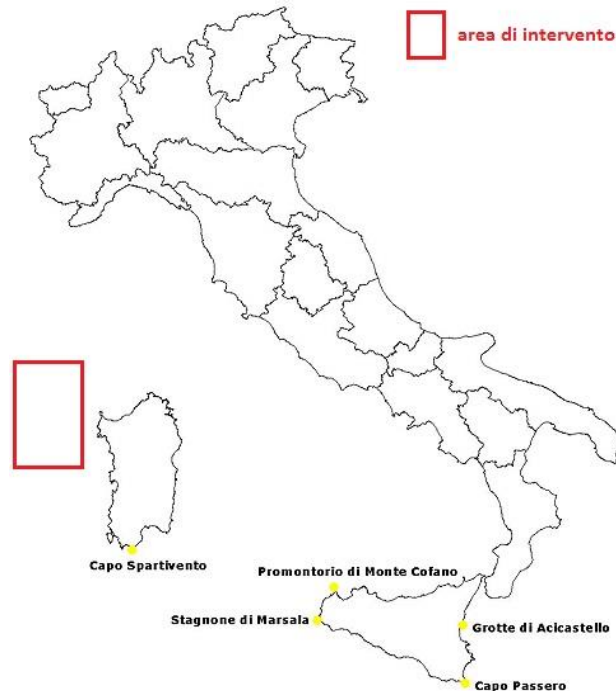 area di intervento
Capo Spartivento
Promontorio di Monte Cofano
Stagnone di Marsala
Grotte di Acicastello
Capo Passero